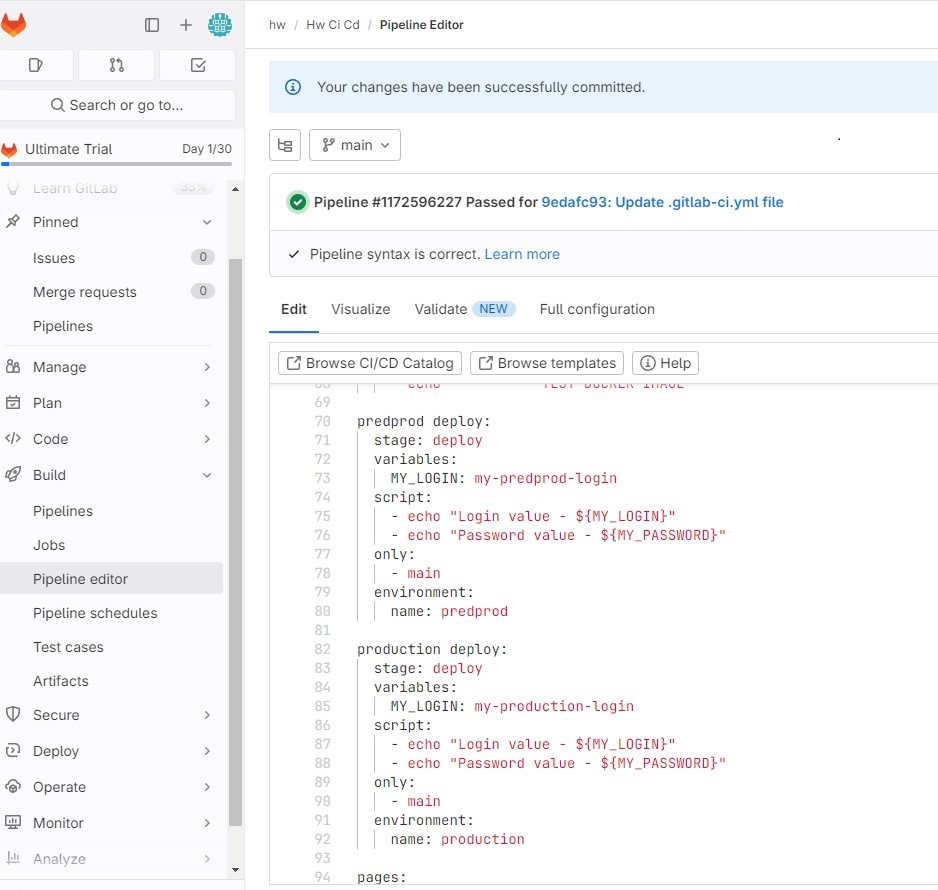 hw / Hw Ci Cd / Pipeline Editor
Search or go to...
Ultimate Trial Day 1/30
Learn GitLab 33%
Pinned
Issues 0
Merge requests 0
Pipelines
Manage
Plan
Code
Build
Pipelines
Jobs
Pipeline editor
Pipeline schedules
Test cases
Artifacts
Secure
Deploy
Operate
Monitor
Analyze
Your changes have been successfully committed.
main
Pipeline #1172596227 Passed for 9edafc93: Update .gitlab-ci.yml file
Pipeline syntax is correct. Learn more
Edit Visualize Validate NEW Full configuration
Browse CI/CD Catalog Browse templates Help
68 echo TEST DOCKER IMAGE
69
70 predprod deploy:
71 stage: deploy
72 variables:
73 MY_LOGIN: my-predprod-login
74 script:
75 - echo "Login value - ${MY_LOGIN}"
76 - echo "Password value - ${MY_PASSWORD}"
77 only:
78 - main
79 environment:
80 name: predprod
81
82 production deploy:
83 stage: deploy
84 variables:
85 MY_LOGIN: my-production-login
86 script:
87 - echo "Login value - ${MY_LOGIN}"
88 - echo "Password value - ${MY_PASSWORD}"
89 only:
90 - main
91 environment:
92 name: production
93
94 pages: